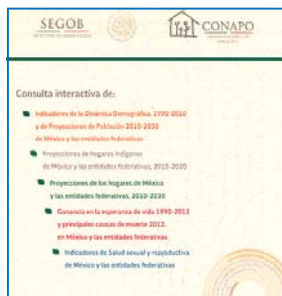 SEGOB
CONAPO
Consulta interactiva de:
Indicadores de la Dinámica Demográfica, 1990-2010
y de Proyecciones de Población 2010-2030
de México y las entidades federativas
Proyecciones de hogares indígenas
de México y las entidades federativas, 2010-2020
Proyecciones de los hogares de México
y las entidades federativas, 2010-2030
Ganancia en la esperanza de vida 1990-2013
y principales causas de muerte 2012,
en México y las entidades federativas
Indicadores de Salud sexual y reproductiva
de México y las entidades federativas